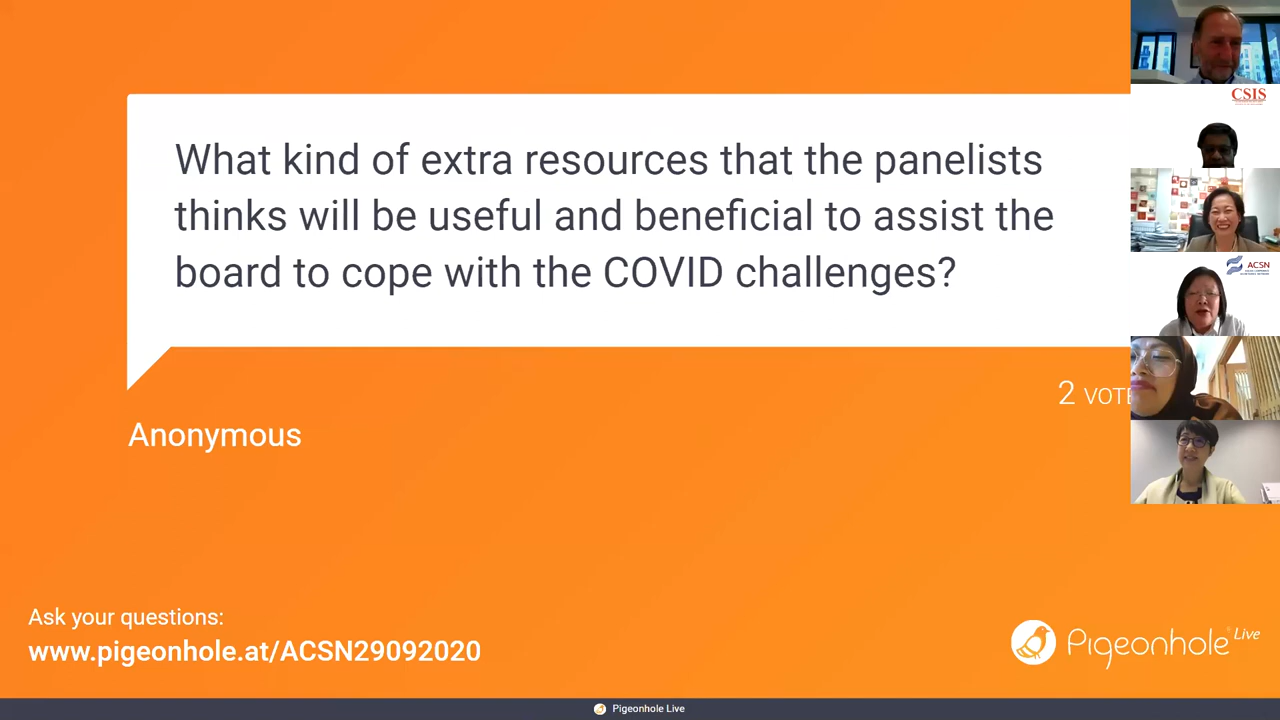 What kind of extra resources that the panelists
thinks will be useful and beneficial to assist the
board to cope with the COVID challenges?
2 VOTE
Anonymous
Ask your questions:
www.pigeonhole.at/ACSN29092020
Pigeonhole Live
Pigeonhole Live
CSIS
ACSN